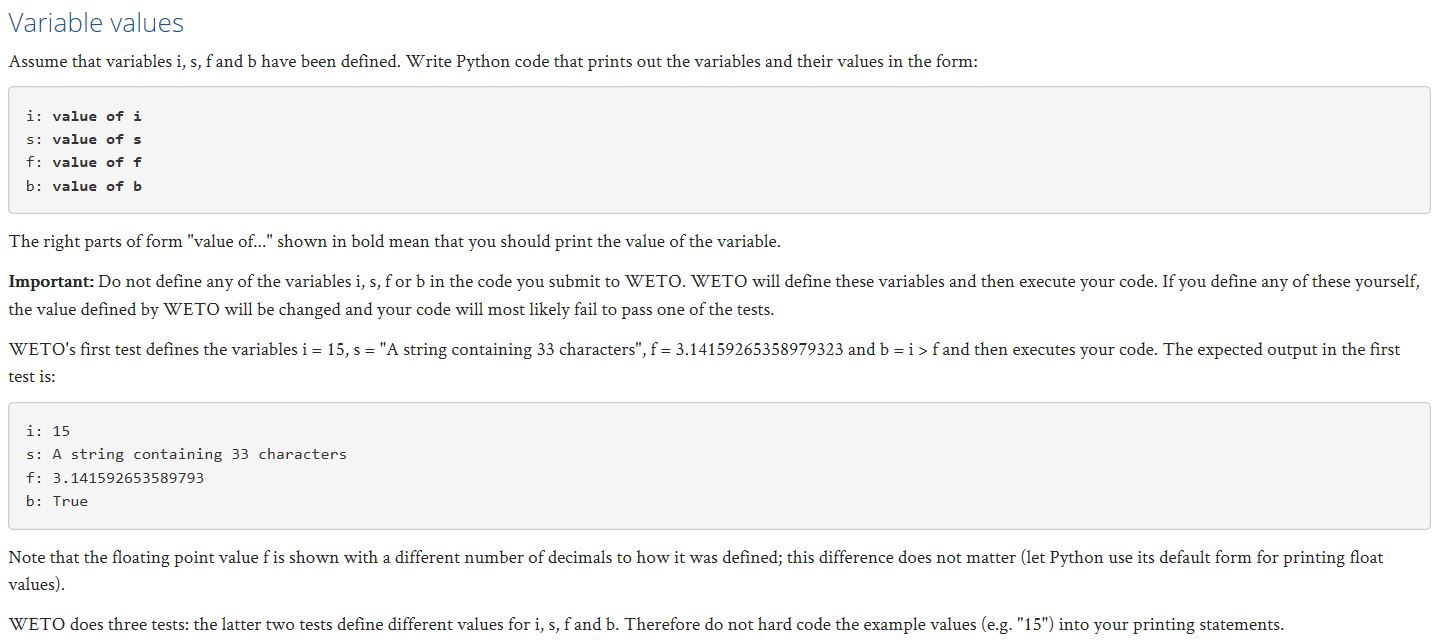 Variable values
Assume that variables i, s, f and b have been defined. Write Python code that prints out the variables and their values in the form:
i: value of i
s: value of s
f: value of f
b: value of b
The right parts of form "value of..." shown in bold mean that you should print the value of the variable.
Important: Do not define any of the variables i, s, f or b in the code you submit to WETO. WETO will define these variables and then execute your code. If you define any of these yourself,
the value defined by WETO will be changed and your code will most likely fail to pass one of the tests.
WETO's first test defines the variables i = 15, s = "A string containing 33 characters", f = 3.14159265358979323 and b = i > f and then executes your code. The expected output in the first
test is:
i: 15
s: A string containing 33 characters
f: 3.141592653589793
b: True
Note that the floating point value f is shown with a different number of decimals to how it was defined; this difference does not matter (let Python use its default form for printing float
values).
WETO does three tests: the latter two tests define different values for i, s, f and b. Therefore do not hard code the example values (e.g. "15") into your printing statements.